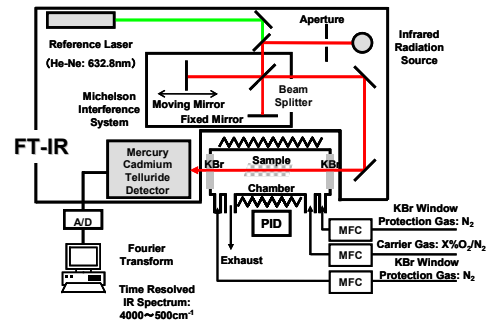 Reference Laser
(He-Ne: 632.8nm)
Aperture
Infrared
Radiation
Source
Michelson
Interference
System
Moving Mirror
Fixed Mirror
Beam
Splitter
FT-IR
Mercury
Cadmium
Telluride
Detector
KBr
Sample
KBr
Chamber
A/D
PID
Exhaust
MFC
MFC
MFC
KBr Window
Protection Gas: N₂
Carrier Gas: X%O₂/N₂
KBr Window
Protection Gas: N₂
Fourier
Transform
Time Resolved
IR Spectrum:
4000～500cm⁻¹